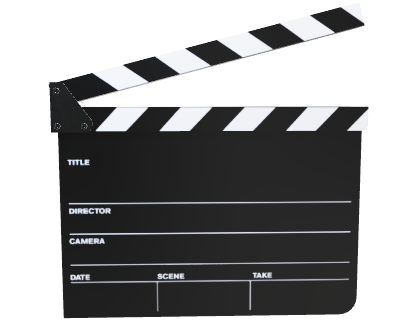 TITLE
DIRECTOR
CAMERA
DATE SCENE TAKE